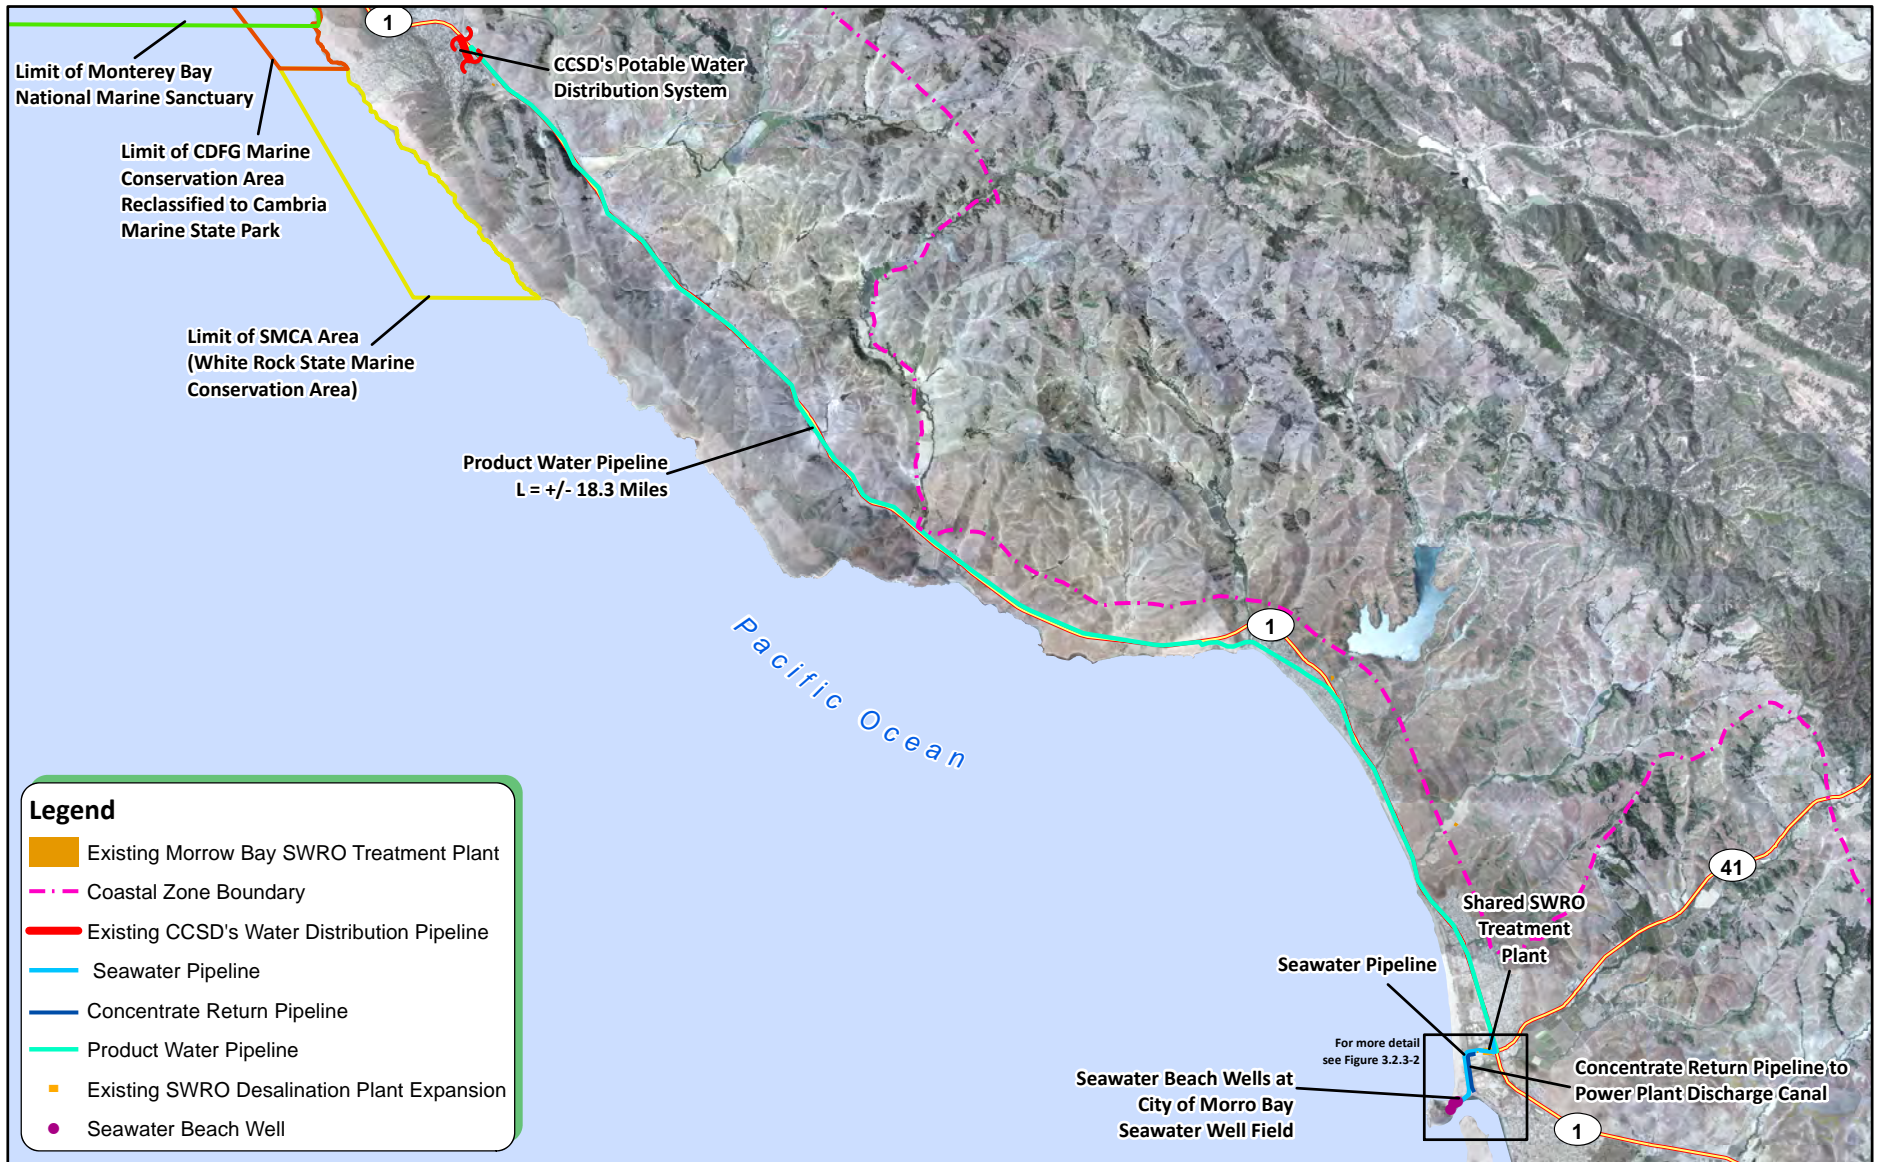 1
Limit of Monterey Bay
National Marine Sanctuary
CCSD's Potable Water
Distribution System
Limit of CDFG Marine
Conservation Area
Reclassified to Cambria
Marine State Park
Limit of SMCA Area
(White Rock State Marine
Conservation Area)
Product Water Pipeline
L = +/- 18.3 Miles
Pacific Ocean
1
41
Shared SWRO
Treatment
Plant
Seawater Pipeline
For more detail
see Figure 3.2.3-2
Concentrate Return Pipeline to
Power Plant Discharge Canal
Seawater Beach Wells at
City of Morro Bay
Seawater Well Field
1
Legend
Existing Morrow Bay SWRO Treatment Plant
Coastal Zone Boundary
Existing CCSD's Water Distribution Pipeline
Seawater Pipeline
Concentrate Return Pipeline
Product Water Pipeline
Existing SWRO Desalination Plant Expansion
Seawater Beach Well